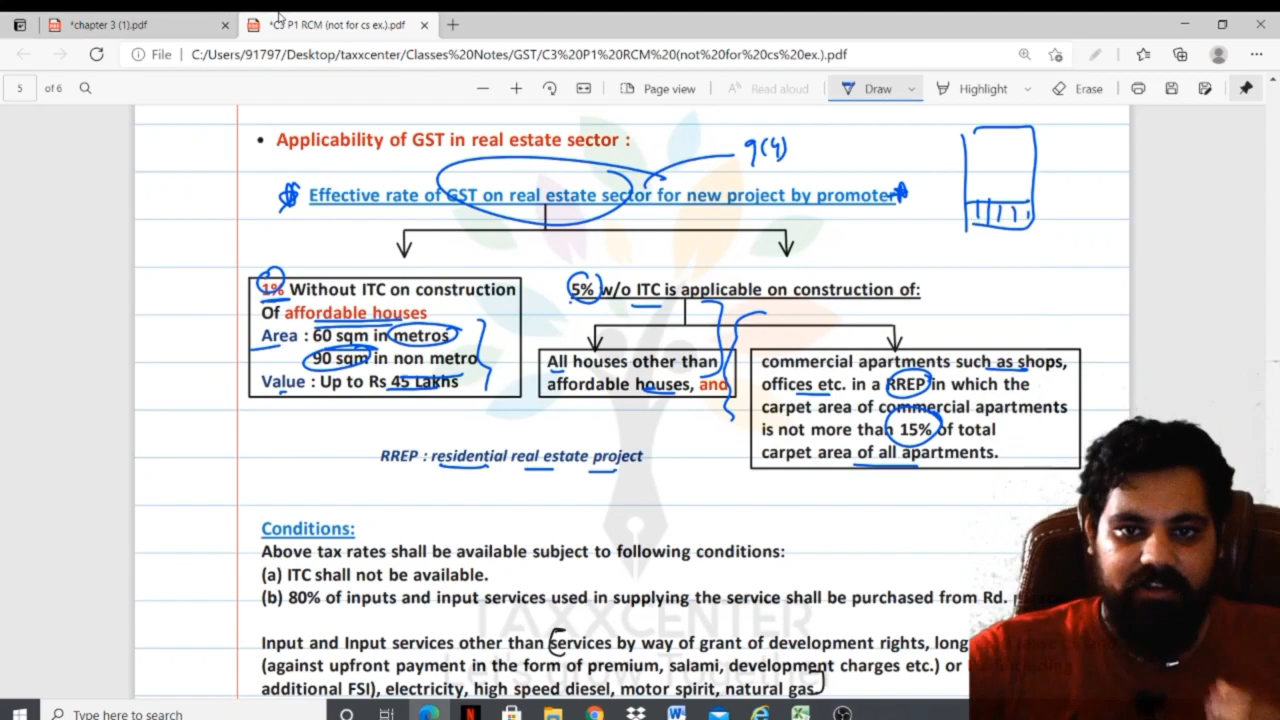 *chapter 3 (1).pdf
*C3 P1 RCM (not for cs ex.).pdf
File
C:/Users/91797/Desktop/taxxcenter/Classes%20Notes/GST/C3%20P1%20RCM%20(not%20for%20cs%20ex.).pdf
5 of 6
Page view
Read aloud
Draw
Highlight
Erase
• Applicability of GST in real estate sector :
9(4)
Effective rate of GST on real estate sector for new project by promoter
1% Without ITC on construction
Of affordable houses
Area : 60 sqm in metros
90 sqm in non metro
Value : Up to Rs 45 Lakhs
5% w/o ITC is applicable on construction of:
All houses other than
affordable houses, and
commercial apartments such as shops,
offices etc. in a RREP in which the
carpet area of commercial apartments
is not more than 15% of total
carpet area of all apartments.
RREP : residential real estate project
Conditions:
Above tax rates shall be available subject to following conditions:
(a) ITC shall not be available.
(b) 80% of inputs and input services used in supplying the service shall be purchased from Rd.
Input and Input services other than services by way of grant of development rights, long
(against upfront payment in the form of premium, salami, development charges etc.) or
additional FSI), electricity, high speed diesel, motor spirit, natural gas
TAXXCENTER
Let's grow Together
Type here to search